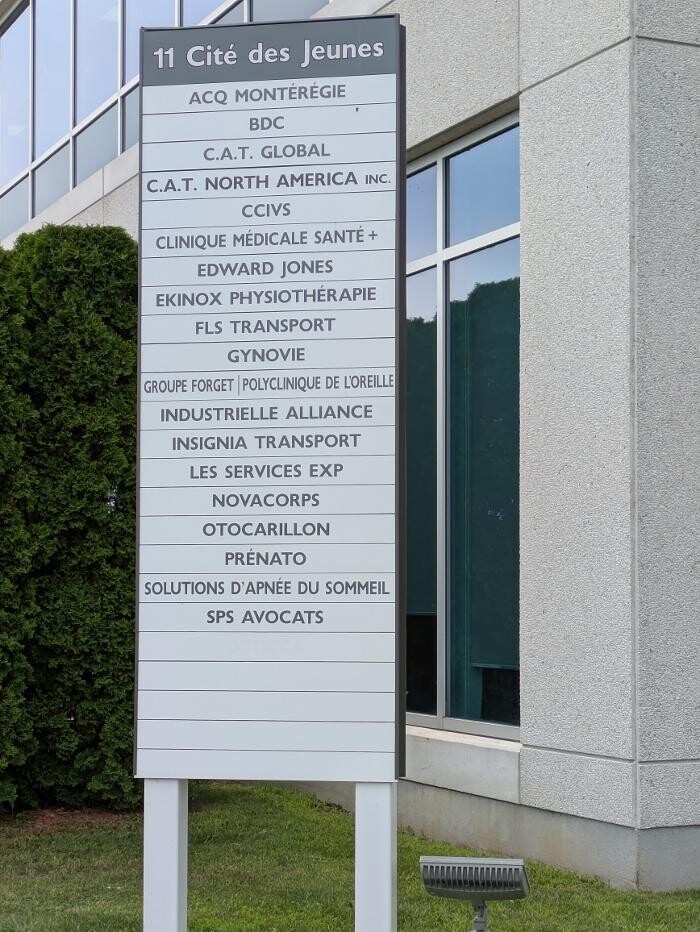 11 Cité des Jeunes
ACQ MONTÉRÉGIE
BDC
C.A.T. GLOBAL
C.A.T. NORTH AMERICA INC.
CCIVS
CLINIQUE MÉDICALE SANTÉ+
EDWARD JONES
EKINOX PHYSIOTHÉRAPIE
FLS TRANSPORT
GYNOVIE
GROUPE FORGET | POLYCLINIQUE DE L'OREILLE
INDUSTRIELLE ALLIANCE
INSIGNIA TRANSPORT
LES SERVICES EXP
NOVACORPS
OTOCARILLON
PRÉNATO
SOLUTIONS D'APNÉE DU SOMMEIL
SPS AVOCATS